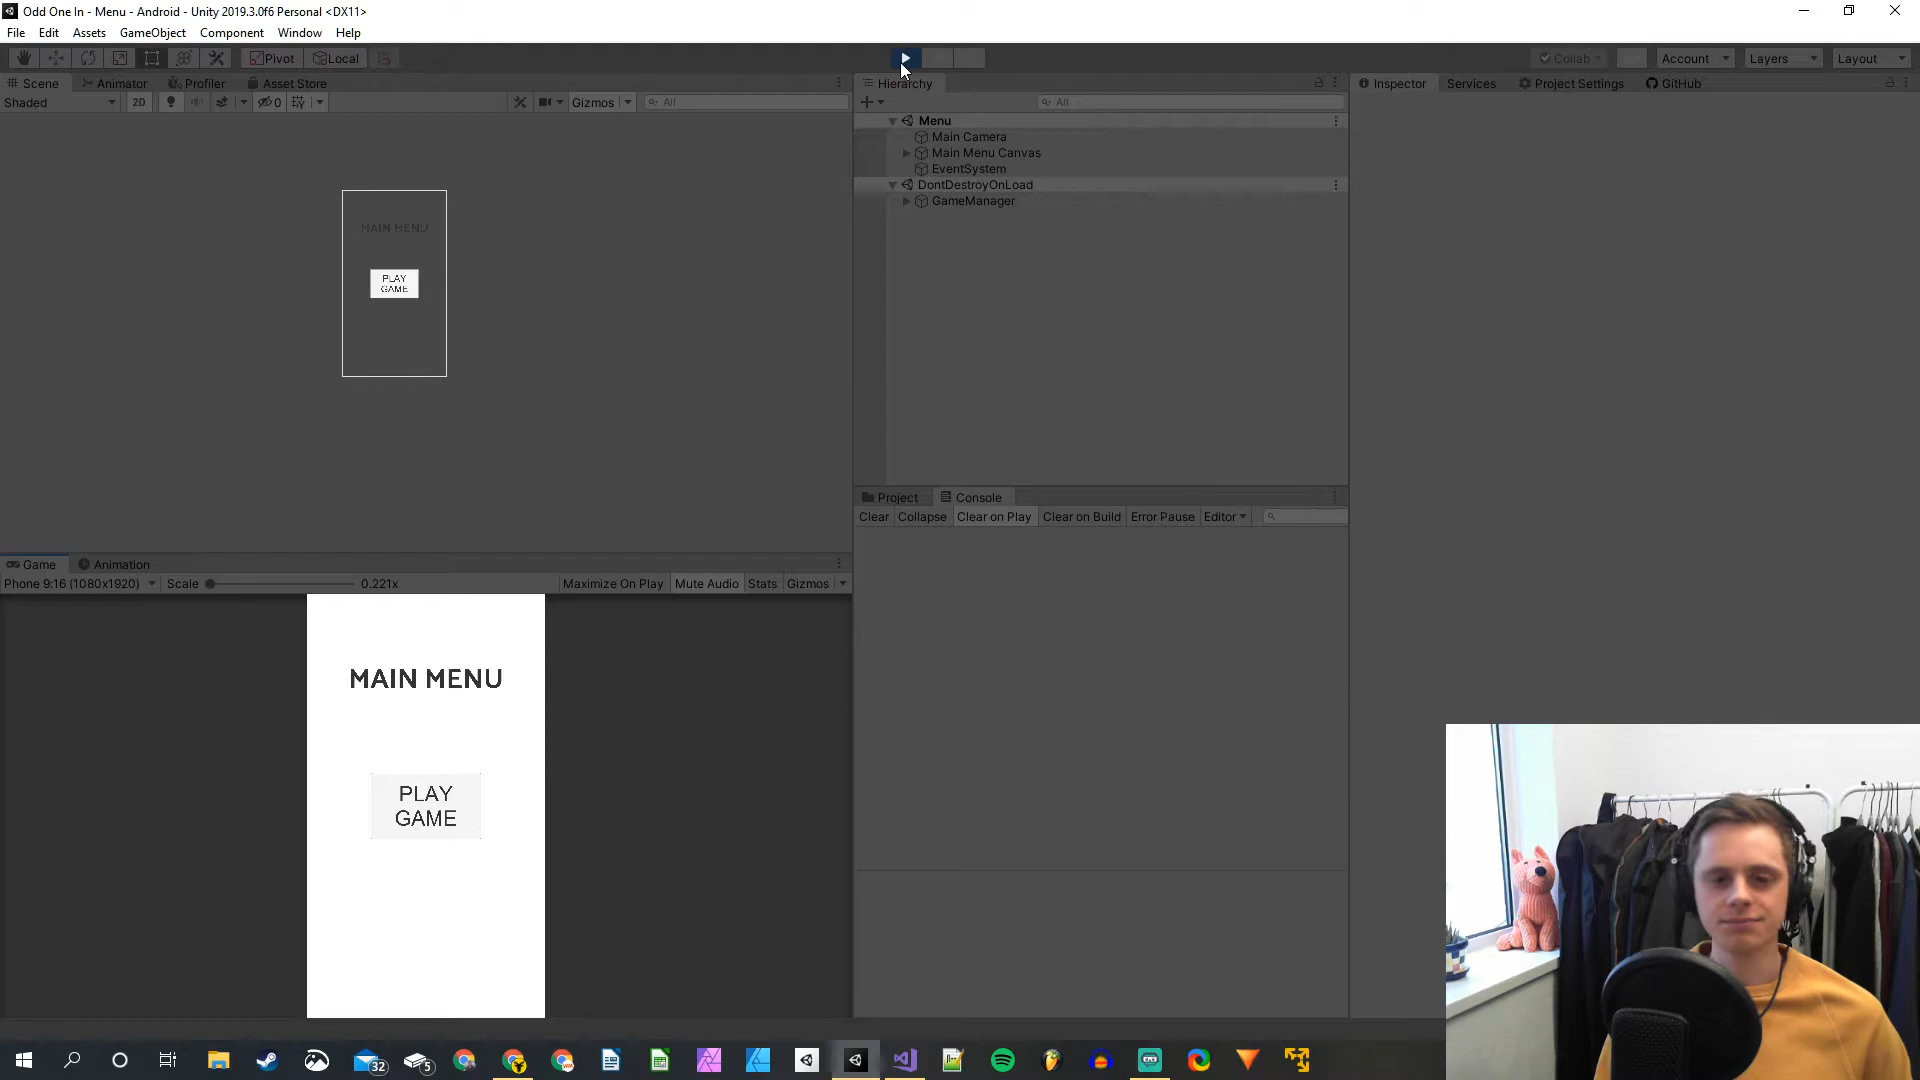 Odd One In - Menu - Android - Unity 2019.3.0f6 Personal <DX11>
File Edit Assets GameObject Component Window Help
Pivot Local Collab Account Layers Layout
Scene Animator Profiler Asset Store
Shaded 2D 0 Gizmos All
MAIN MENU
PLAY
GAME
Hierarchy
All
Menu
Main Camera
Main Menu Canvas
EventSystem
DontDestroyOnLoad
GameManager
Inspector Services Project Settings GitHub
Project Console
Clear Collapse Clear on Play Clear on Build Error Pause Editor
Game Animation
Phone 9:16 (1080x1920) Scale 0.221x Maximize On Play Mute Audio Stats Gizmos
MAIN MENU
PLAY
GAME
32
5